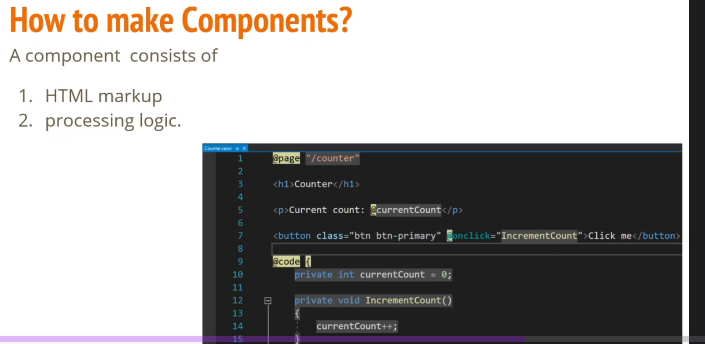 How to make Components?
A component consists of
1. HTML markup
2. processing logic.
Counter.razor
1 @page "/counter"
2
3 <h1>Counter</h1>
4
5 <p>Current count: @currentCount</p>
6
7 <button class="btn btn-primary" @onclick="IncrementCount">Click me</button>
8
9 @code {
10 private int currentCount = 0;
11
12 private void IncrementCount()
13 {
14 currentCount++;
15 }